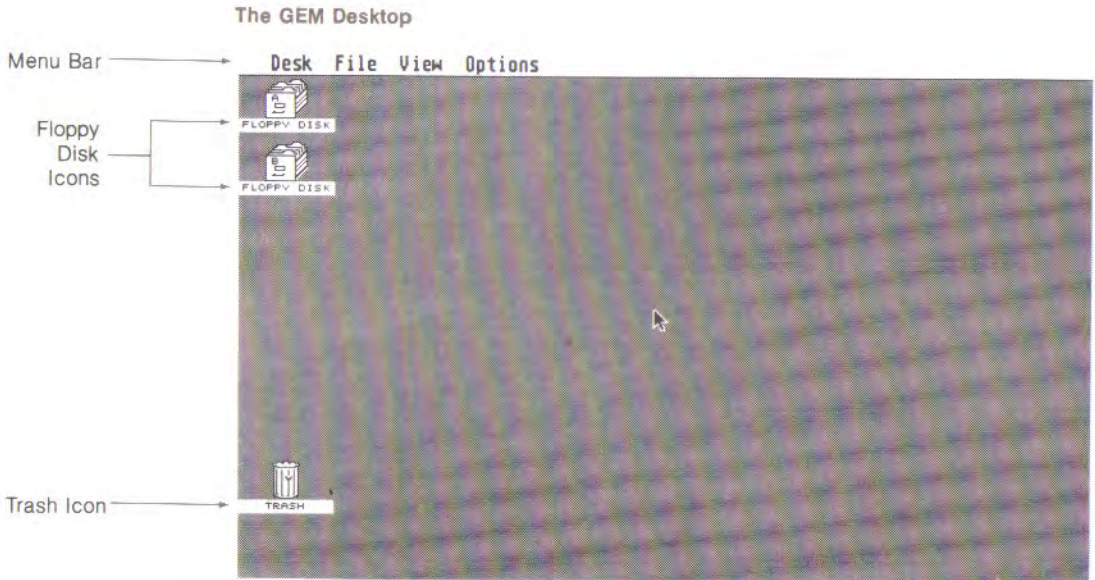 The GEM Desktop
Menu Bar
Desk File View Options
A
FLOPPY DISK
Floppy
Disk
Icons
B
FLOPPY DISK
Trash Icon
TRASH